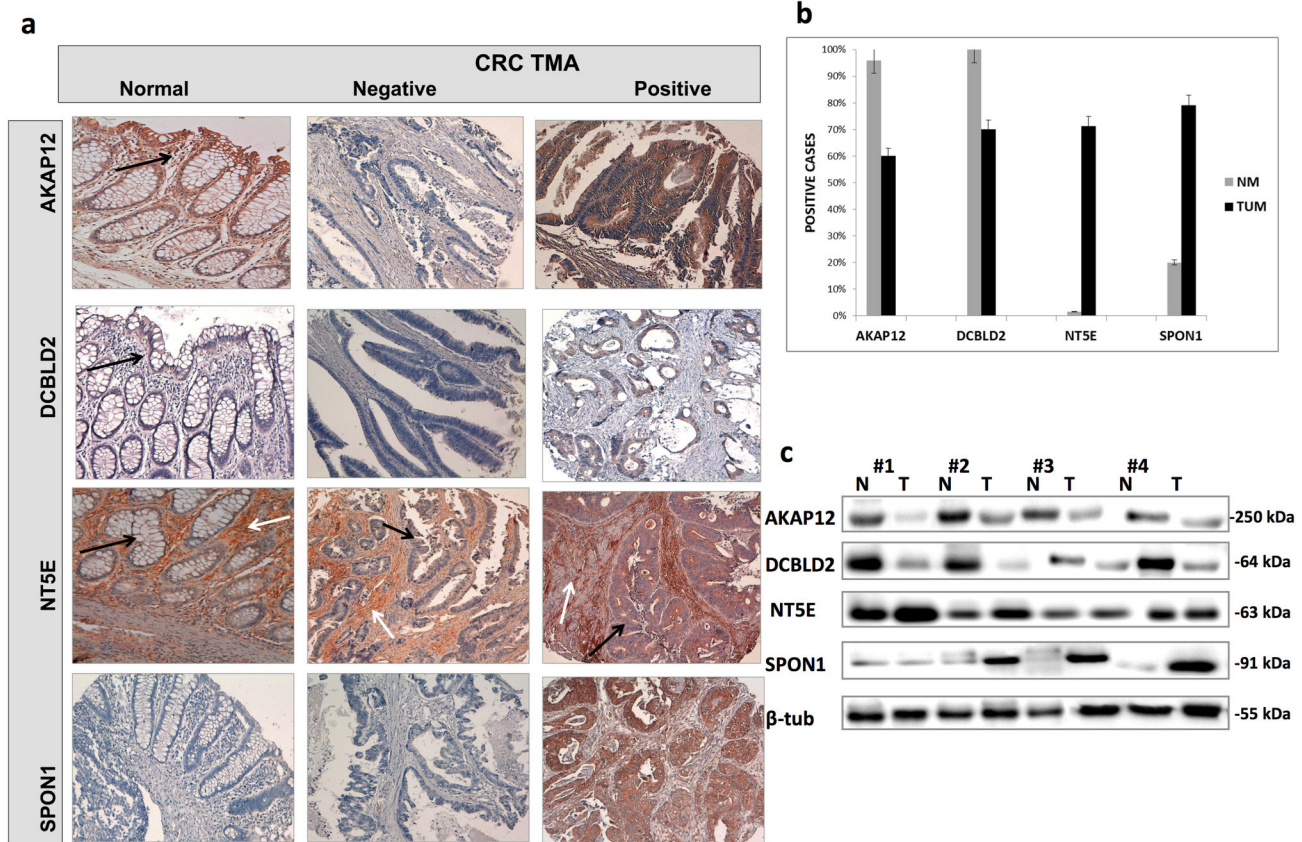 a
CRC TMA
Normal Negative Positive
AKAP12
DCBLD2
NT5E
SPON1
b
100%
90%
80%
70%
60%
50%
40%
30%
20%
10%
0%
POSITIVE CASES
AKAP12 DCBLD2 NT5E SPON1
NM
TUM
c
#1 #2 #3 #4
N T N T N T N T
AKAP12 -250 kDa
DCBLD2 -64 kDa
NT5E -63 kDa
SPON1 -91 kDa
β-tub -55 kDa